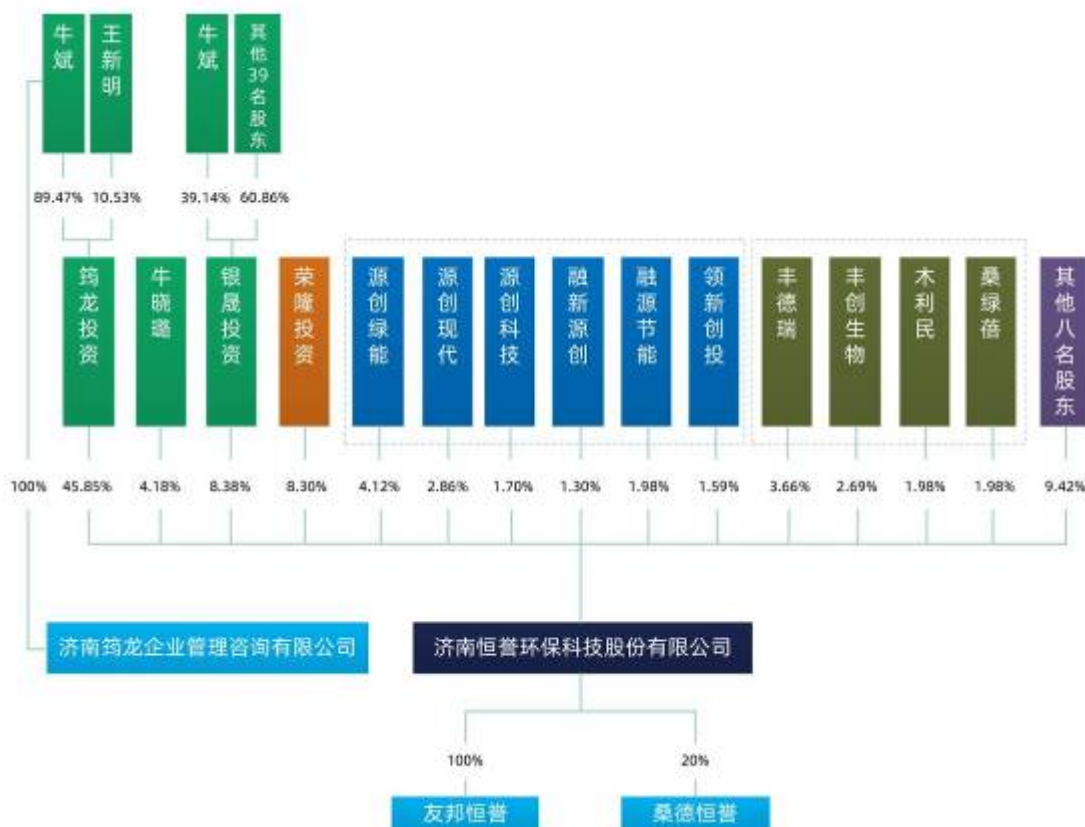 牛斌
王新明
牛斌
其他39名股东
89.47%
10.53%
39.14%
60.86%
筠龙投资
牛晓璐
银晟投资
荣隆投资
源创绿能
源创现代
源创科技
融新源创
融源节能
领新创投
丰德瑞
丰创生物
木利民
桑绿蓓
其他八名股东
100%
45.85%
4.18%
8.38%
8.30%
4.12%
2.86%
1.70%
1.30%
1.98%
1.59%
3.66%
2.69%
1.98%
1.98%
9.42%
济南筠龙企业管理咨询有限公司
济南恒誉环保科技股份有限公司
100%
20%
友邦恒誉
桑德恒誉